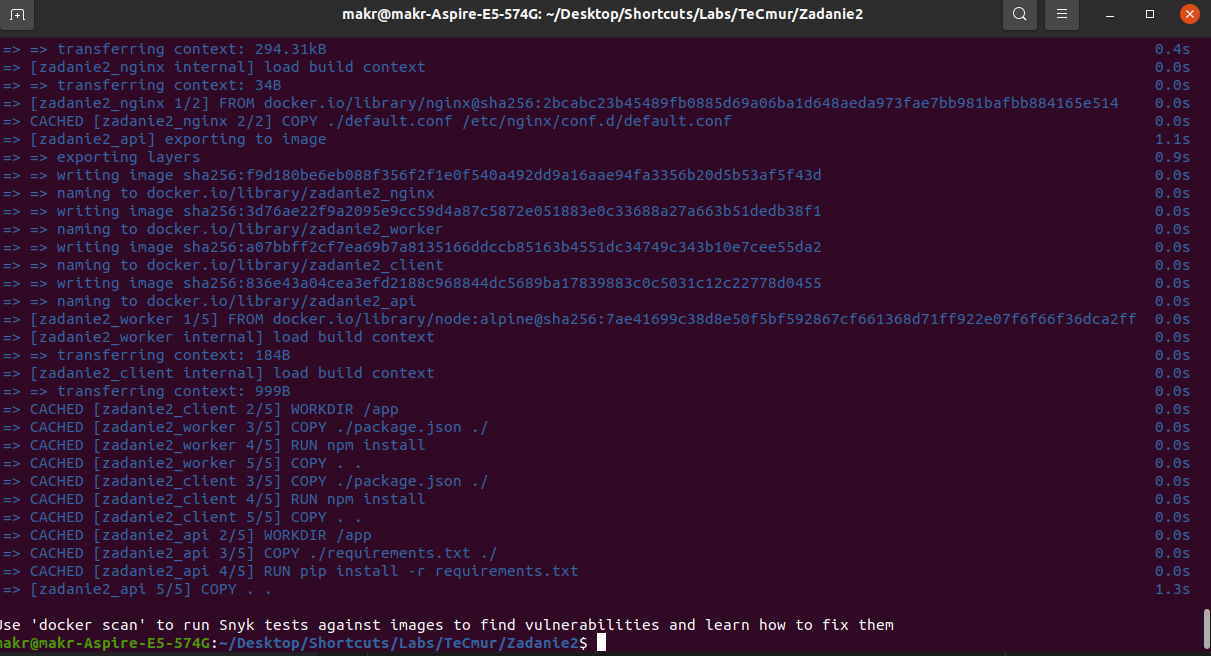 makr@makr-Aspire-E5-574G: ~/Desktop/Shortcuts/Labs/TeCmur/Zadanie2
=> => transferring context: 294.31kB 0.4s
=> [zadanie2_nginx internal] load build context 0.0s
=> => transferring context: 34B 0.0s
=> [zadanie2_nginx 1/2] FROM docker.io/library/nginx@sha256:2bcabc23b45489fb0885d69a06ba1d648aeda973fae7bb981bafbb884165e514 0.0s
=> CACHED [zadanie2_nginx 2/2] COPY ./default.conf /etc/nginx/conf.d/default.conf 0.0s
=> [zadanie2_api] exporting to image 1.1s
=> => exporting layers 0.9s
=> => writing image sha256:f9d180be6eb088f356f2f1e0f540a492dd9a16aae94fa3356b20d5b53af5f43d 0.0s
=> => naming to docker.io/library/zadanie2_nginx 0.0s
=> => writing image sha256:3d76ae22f9a2095e9cc59d4a87c5872e051883e0c33688a27a663b51dedb38f1 0.0s
=> => naming to docker.io/library/zadanie2_worker 0.0s
=> => writing image sha256:a07bbff2cf7ea69b7a8135166ddccb85163b4551dc34749c343b10e7cee55da2 0.0s
=> => naming to docker.io/library/zadanie2_client 0.0s
=> => writing image sha256:836e43a04cea3efd2188c968844dc5689ba17839883c0c5031c12c22778d0455 0.0s
=> => naming to docker.io/library/zadanie2_api 0.0s
=> [zadanie2_worker 1/5] FROM docker.io/library/node:alpine@sha256:7ae41699c38d8e50f5bf592867cf661368d71ff922e07f6f66f36dca2ff 0.0s
=> [zadanie2_worker internal] load build context 0.0s
=> => transferring context: 184B 0.0s
=> [zadanie2_client internal] load build context 0.0s
=> => transferring context: 999B 0.0s
=> CACHED [zadanie2_client 2/5] WORKDIR /app 0.0s
=> CACHED [zadanie2_worker 3/5] COPY ./package.json ./ 0.0s
=> CACHED [zadanie2_worker 4/5] RUN npm install 0.0s
=> CACHED [zadanie2_worker 5/5] COPY . . 0.0s
=> CACHED [zadanie2_client 3/5] COPY ./package.json ./ 0.0s
=> CACHED [zadanie2_client 4/5] RUN npm install 0.0s
=> CACHED [zadanie2_client 5/5] COPY . . 0.0s
=> CACHED [zadanie2_api 2/5] WORKDIR /app 0.0s
=> CACHED [zadanie2_api 3/5] COPY ./requirements.txt ./ 0.0s
=> CACHED [zadanie2_api 4/5] RUN pip install -r requirements.txt 0.0s
=> [zadanie2_api 5/5] COPY . . 1.3s
Use 'docker scan' to run Snyk tests against images to find vulnerabilities and learn how to fix them
makr@makr-Aspire-E5-574G:~/Desktop/Shortcuts/Labs/TeCmur/Zadanie2$